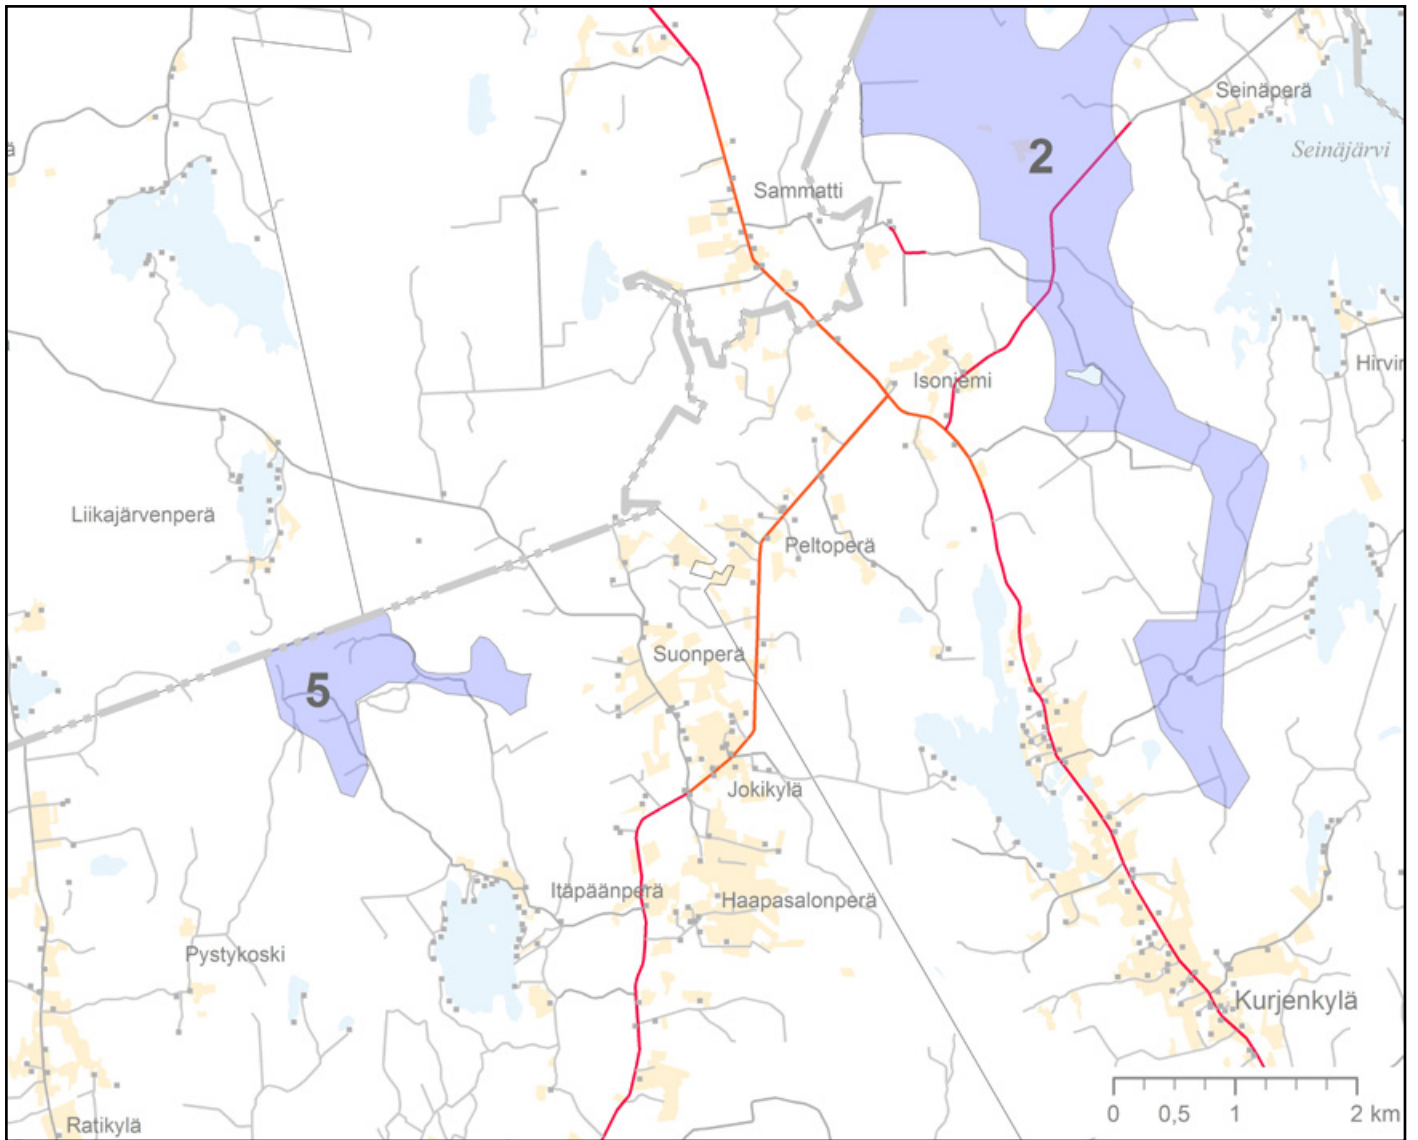 Seinäperä
Seinäjärvi
2
Sammatti
Hirvir
Isoniemi
Liikajärvenperä
Peltoperä
Suonperä
5
Jokikylä
Itäpäänperä
Haapasalonperä
Pystykoski
Kurjenkylä
Ratikylä
0 0,5 1 2 km